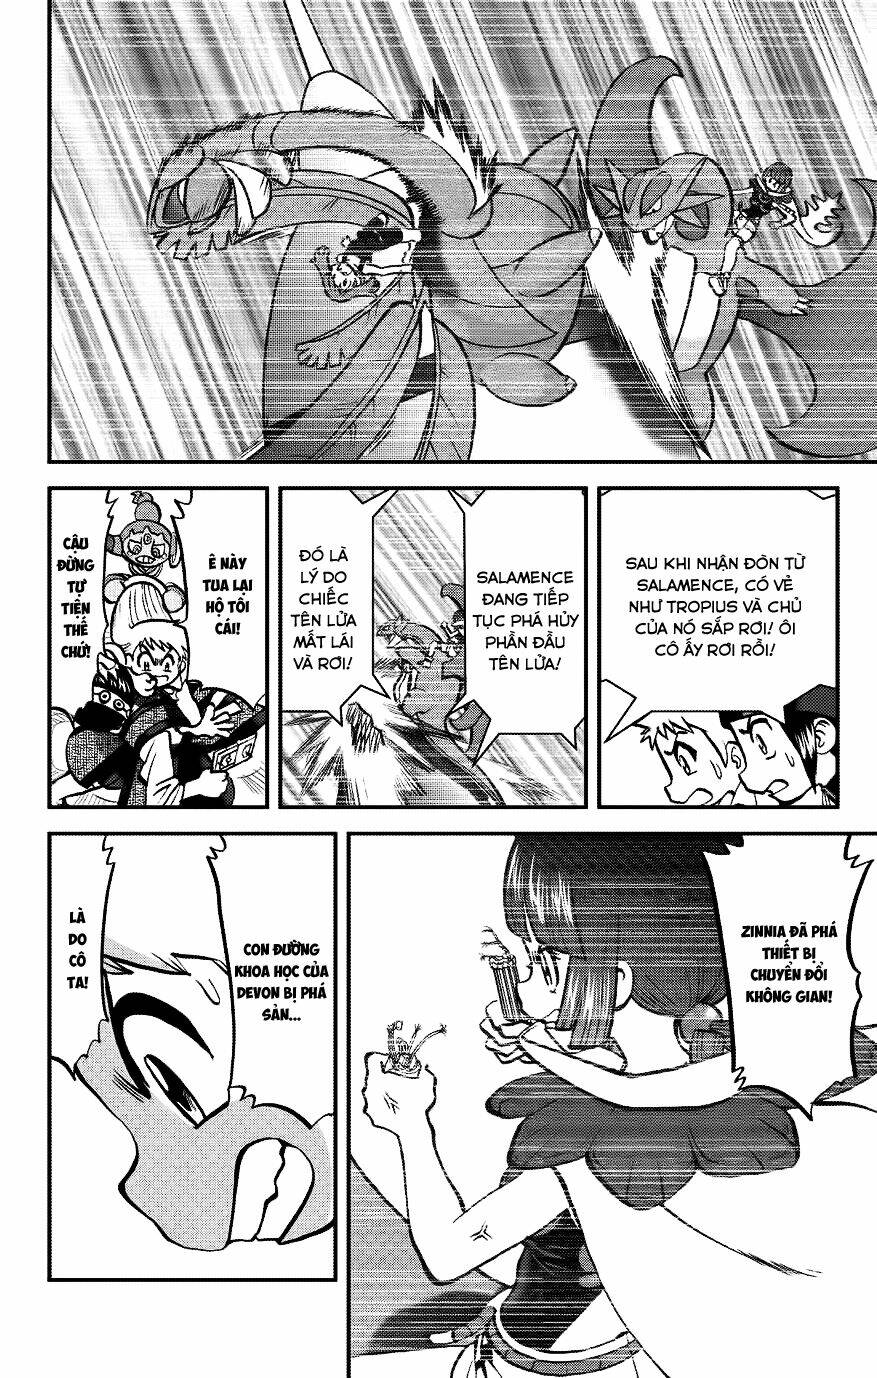 SAU KHI NHẬN ĐÒN TỪ
SALAMENCE, CÓ VẺ
NHƯ TROPIUS VÀ CHỦ
CỦA NÓ SẮP RƠI! ÔI
CÔ ẤY RƠI RỒI!
SALAMENCE
ĐANG TIẾP
TỤC PHÁ HỦY
PHẦN ĐẦU
TÊN LỬA!
ĐÓ LÀ
LÝ DO
CHIẾC
TÊN LỬA
MẤT LÁI
VÀ RƠI!
Ê NÀY
TUA LẠI
HỘ TÔI
CÁI!
CẬU
ĐỪNG
TỰ
TIỆN
THẾ
CHỨ!
ZINNIA ĐÃ PHÁ
THIẾT BỊ
CHUYỂN ĐỔI
KHÔNG GIAN!
CON ĐƯỜNG
KHOA HỌC CỦA
DEVON BỊ PHÁ
SẢN...
LÀ
DO
CÔ
TA!